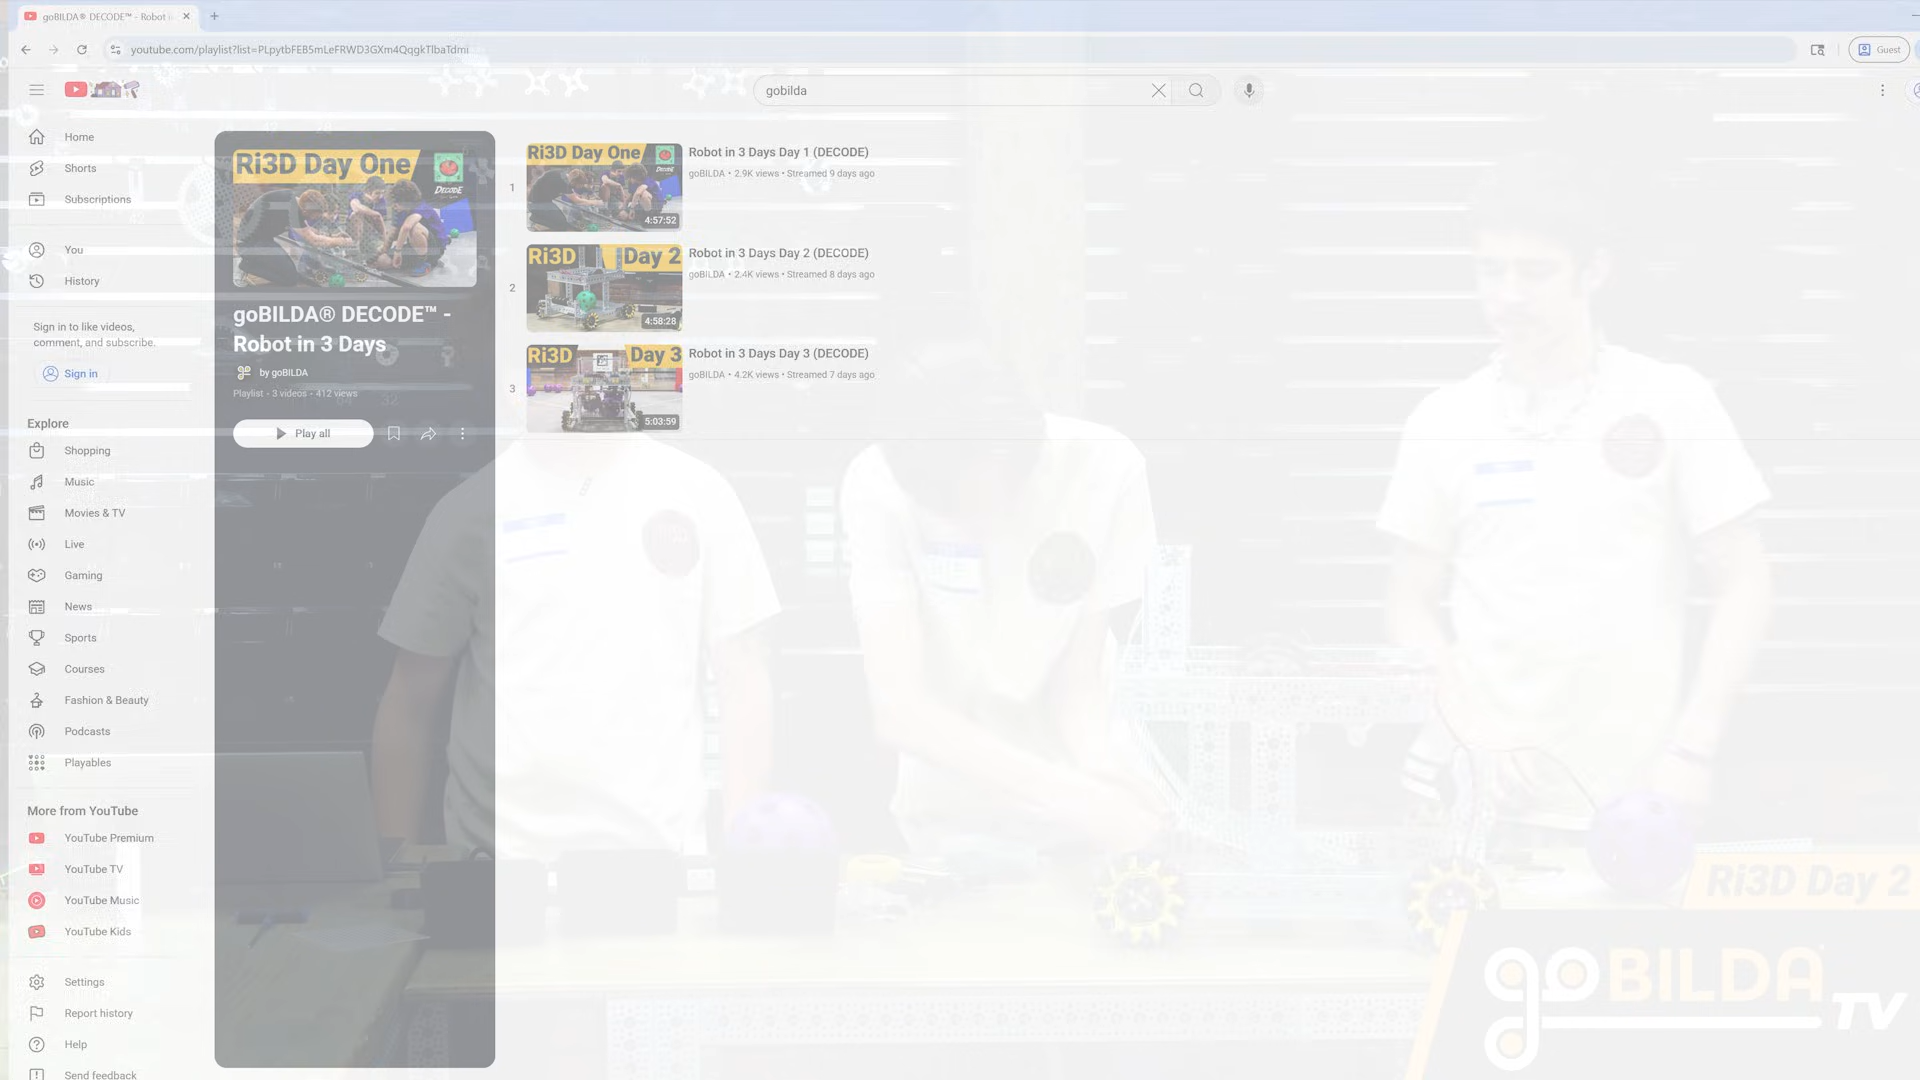 goBILDA® DECODE™ - Robot i
youtube.com/playlist?list=PLpytbFEB5mLeFRWD3GXm4QqgkTlbaTdmi
Guest
gobilda
Home
Shorts
Subscriptions
You
History
Sign in to like videos,
comment, and subscribe.
Sign in
Explore
Shopping
Music
Movies & TV
Live
Gaming
News
Sports
Courses
Fashion & Beauty
Podcasts
Playables
More from YouTube
YouTube Premium
YouTube TV
YouTube Music
YouTube Kids
Settings
Report history
Help
Send feedback
Ri3D Day One
DECODE
goBILDA® DECODE™ -
Robot in 3 Days
by goBILDA
Playlist • 3 videos • 412 views
Play all
1
Ri3D Day One
DECODE
4:57:52
Robot in 3 Days Day 1 (DECODE)
goBILDA • 2.9K views • Streamed 9 days ago
2
Ri3D Day 2
4:58:28
Robot in 3 Days Day 2 (DECODE)
goBILDA • 2.4K views • Streamed 8 days ago
3
Ri3D Day 3
5:03:59
Robot in 3 Days Day 3 (DECODE)
goBILDA • 4.2K views • Streamed 7 days ago
Ri3D Day 2
goBILDA
TV